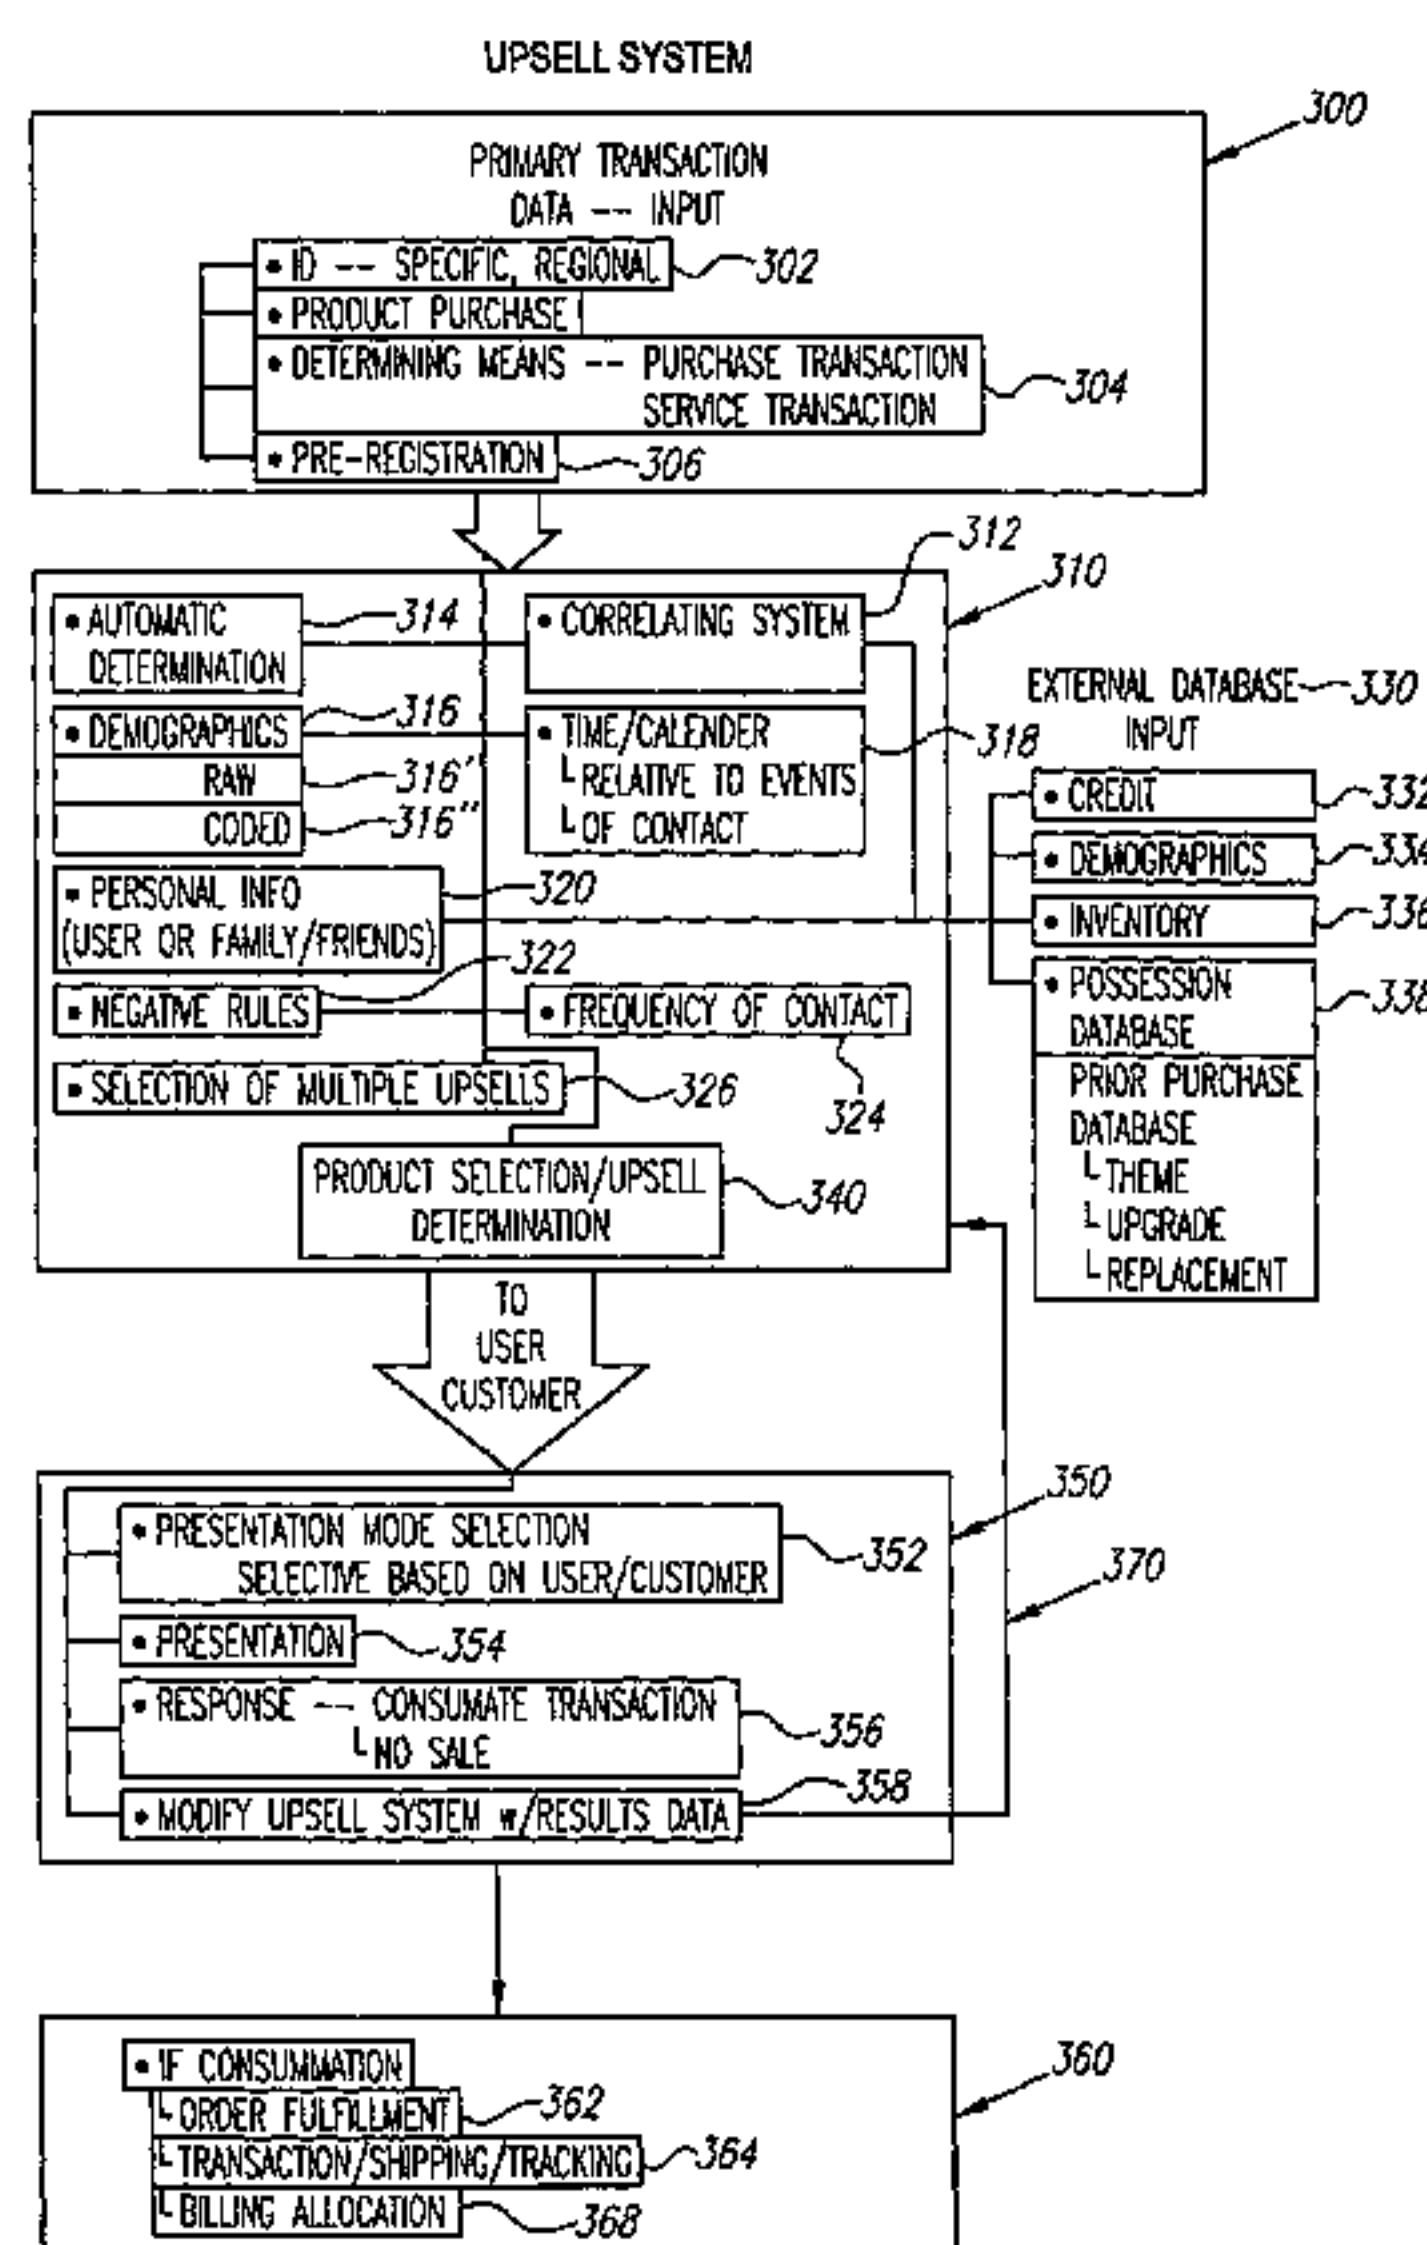 UPSELL SYSTEM
300
PRIMARY TRANSACTION
DATA -- INPUT
• ID -- SPECIFIC, REGIONAL 302
• PRODUCT PURCHASE
• DETERMINING MEANS -- PURCHASE TRANSACTION
SERVICE TRANSACTION 304
• PRE-REGISTRATION 306
312
310
• AUTOMATIC
DETERMINATION
314
• CORRELATING SYSTEM
• DEMOGRAPHICS
316
RAW
316'
CODED
316"
• TIME/CALENDER
RELATIVE TO EVENTS
OF CONTACT
318
EXTERNAL DATABASE 330
INPUT
• CREDIT 332
• DEMOGRAPHICS 334
• INVENTORY 336
• POSSESSION
DATABASE
338
PRIOR PURCHASE
DATABASE
THEME
UPGRADE
REPLACEMENT
• PERSONAL INFO
(USER OR FAMILY/FRIENDS)
320
322
• NEGATIVE RULES
• FREQUENCY OF CONTACT
324
• SELECTION OF MULTIPLE UPSELLS 326
PRODUCT SELECTION/UPSELL
DETERMINATION
340
TO
USER
CUSTOMER
350
370
• PRESENTATION MODE SELECTION
SELECTIVE BASED ON USER/CUSTOMER
352
• PRESENTATION 354
• RESPONSE -- CONSUMATE TRANSACTION
NO SALE
356
358
• MODIFY UPSELL SYSTEM w/RESULTS DATA
360
• IF CONSUMMATION
ORDER FULFILLMENT 362
TRANSACTION/SHIPPING/TRACKING 364
BILLING ALLOCATION 368